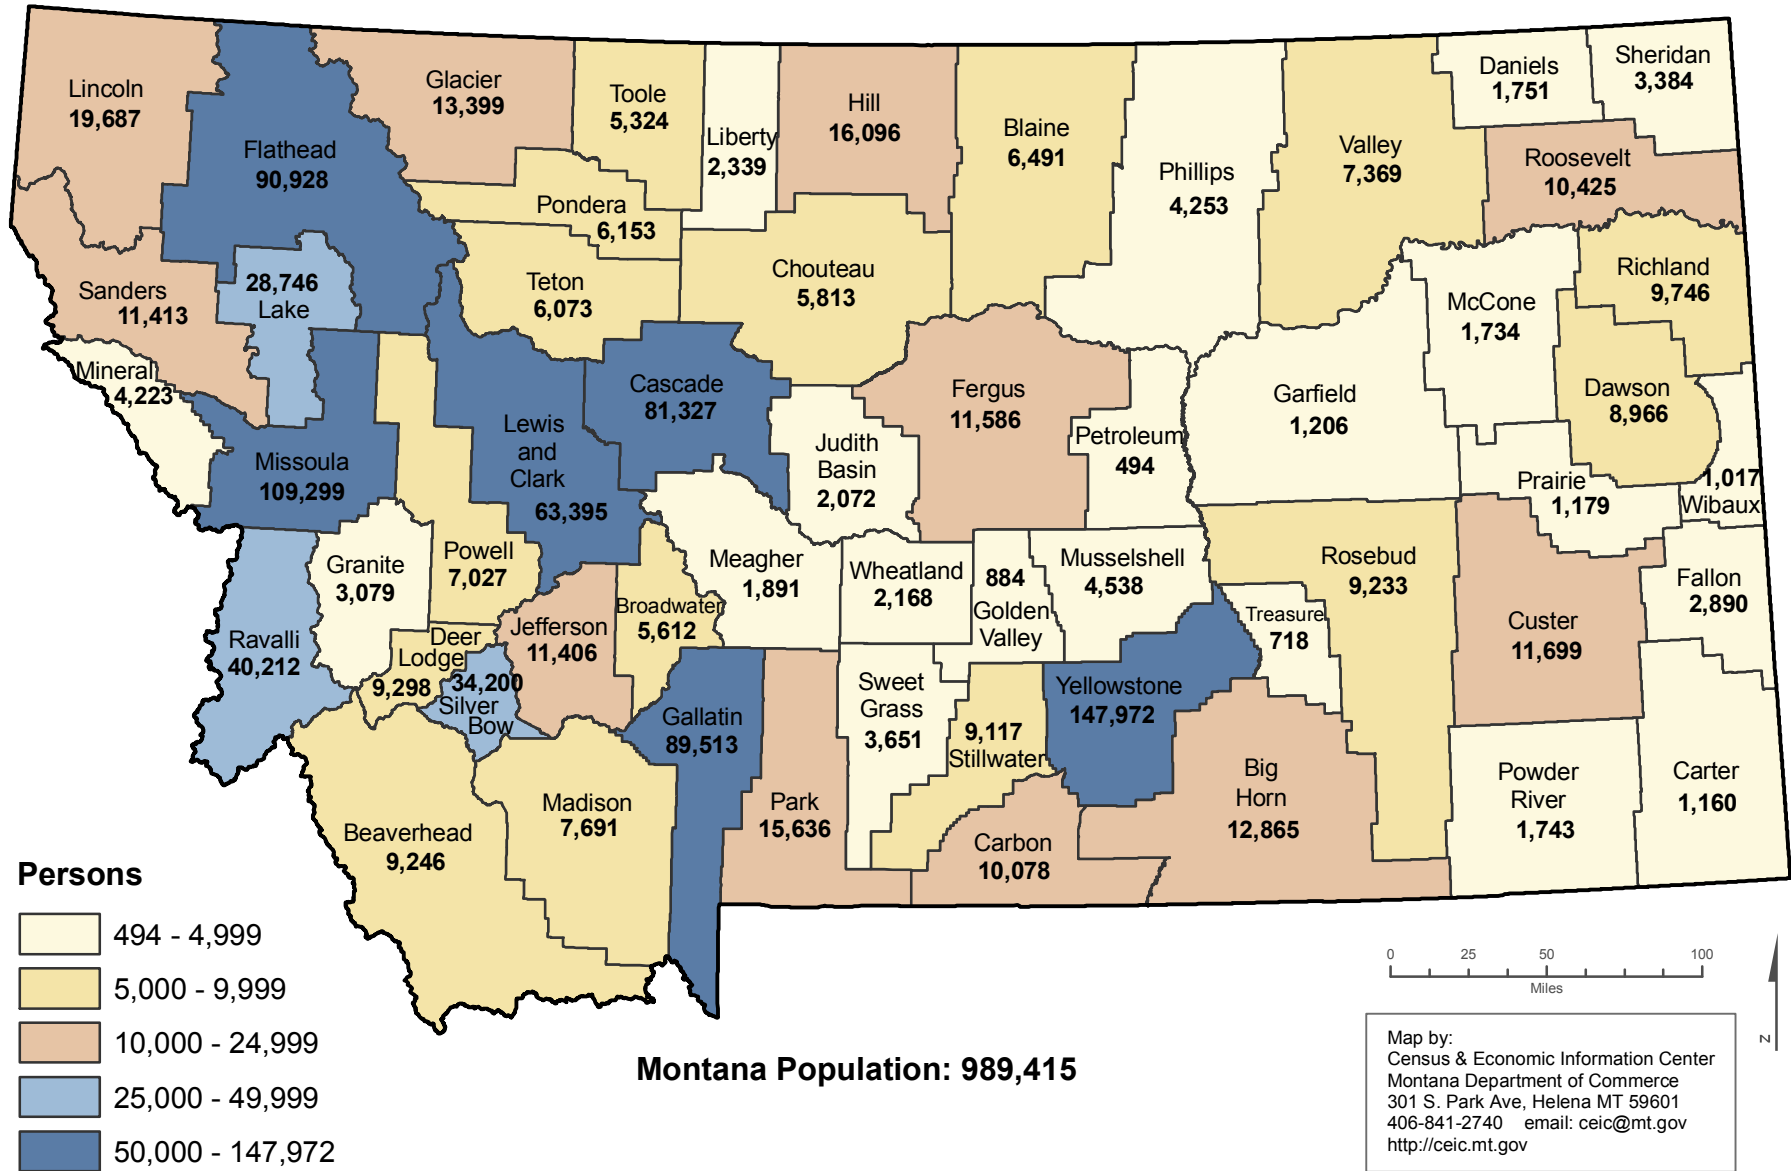 Lincoln
19,687
Flathead
90,928
Glacier
13,399
Toole
5,324
Liberty
2,339
Hill
16,096
Blaine
6,491
Phillips
4,253
Valley
7,369
Daniels
1,751
Sheridan
3,384
Roosevelt
10,425
Pondera
6,153
Teton
6,073
Chouteau
5,813
Richland
9,746
McCone
1,734
Sanders
11,413
28,746
Lake
Mineral
4,223
Missoula
109,299
Lewis
and
Clark
63,395
Cascade
81,327
Judith
Basin
2,072
Fergus
11,586
Petroleum
494
Garfield
1,206
Dawson
8,966
Prairie
1,179
1,017
Wibaux
Granite
3,079
Powell
7,027
Ravalli
40,212
Deer
Lodge
9,298
34,200
Silver
Bow
Jefferson
11,406
Broadwater
5,612
Meagher
1,891
Wheatland
2,168
884
Golden
Valley
Musselshell
4,538
Treasure
718
Rosebud
9,233
Custer
11,699
Fallon
2,890
Beaverhead
9,246
Madison
7,691
Gallatin
89,513
Park
15,636
Sweet
Grass
3,651
9,117
Stillwater
Yellowstone
147,972
Carbon
10,078
Big
Horn
12,865
Powder
River
1,743
Carter
1,160
Persons
494 - 4,999
5,000 - 9,999
10,000 - 24,999
25,000 - 49,999
50,000 - 147,972
Montana Population: 989,415
0 25 50 100
Miles
Z
Map by:
Census & Economic Information Center
Montana Department of Commerce
301 S. Park Ave, Helena MT 59601
406-841-2740 email: ceic@mt.gov
http://ceic.mt.gov